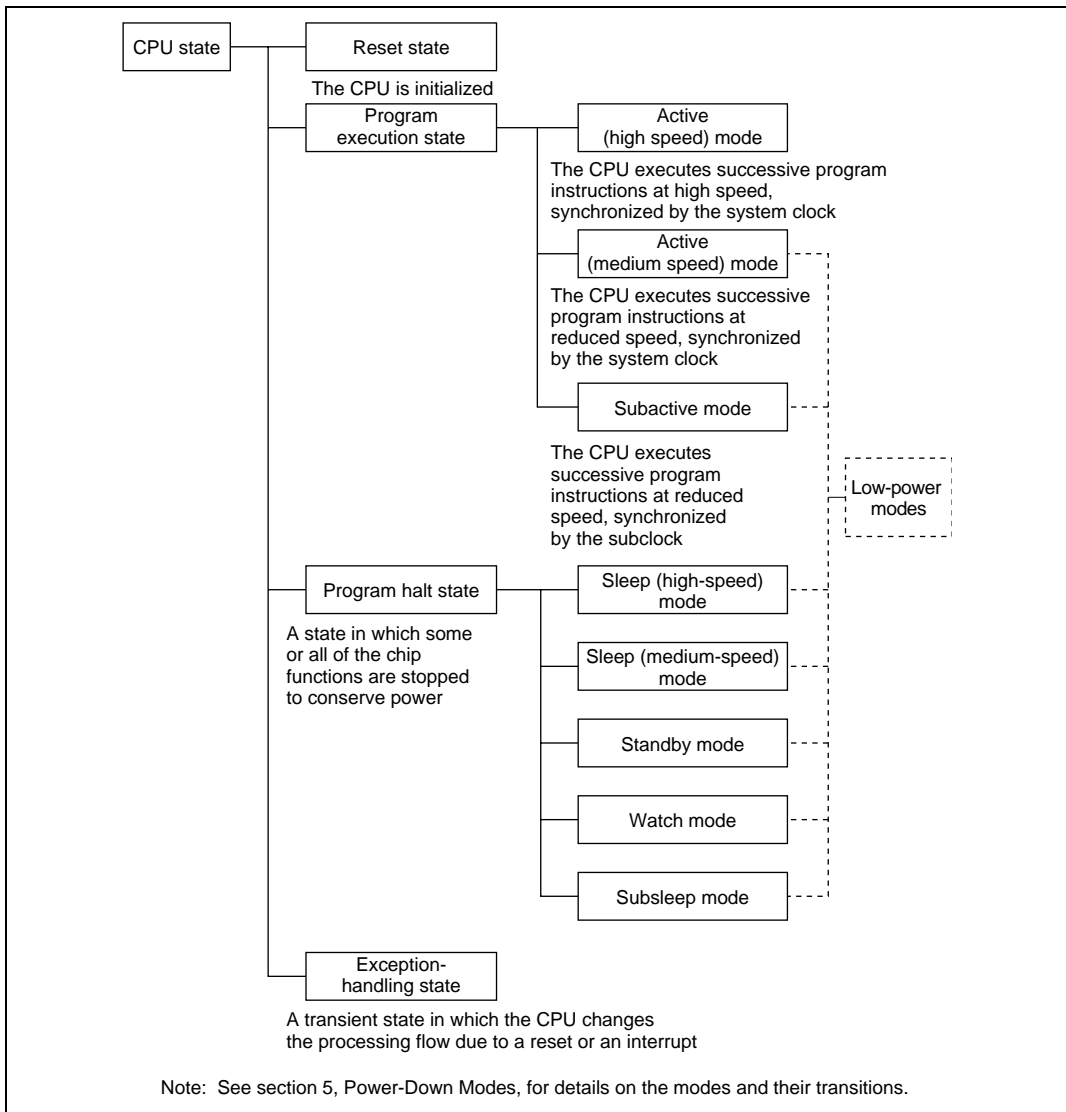 CPU state
Reset state
The CPU is initialized
Program
execution state
Active
(high speed) mode
The CPU executes successive program
instructions at high speed,
synchronized by the system clock
Active
(medium speed) mode
The CPU executes successive
program instructions at
reduced speed, synchronized
by the system clock
Subactive mode
The CPU executes
successive program
instructions at reduced
speed, synchronized
by the subclock
Low-power
modes
Program halt state
A state in which some
or all of the chip
functions are stopped
to conserve power
Sleep (high-speed)
mode
Sleep (medium-speed)
mode
Standby mode
Watch mode
Subsleep mode
Exception-
handling state
A transient state in which the CPU changes
the processing flow due to a reset or an interrupt
Note: See section 5, Power-Down Modes, for details on the modes and their transitions.